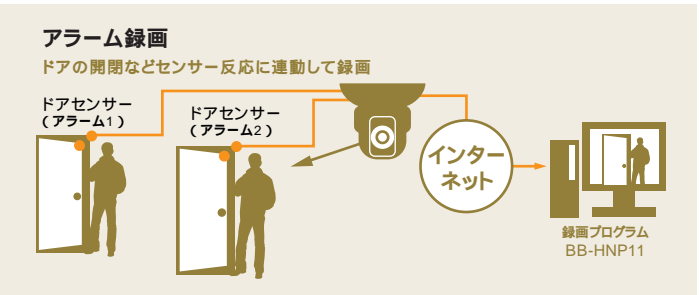 アラーム録画
ドアの開閉などセンサー反応に連動して録画
ドアセンサー
（アラーム1）
ドアセンサー
（アラーム2）
インター
ネット
録画プログラム
BB-HNP11